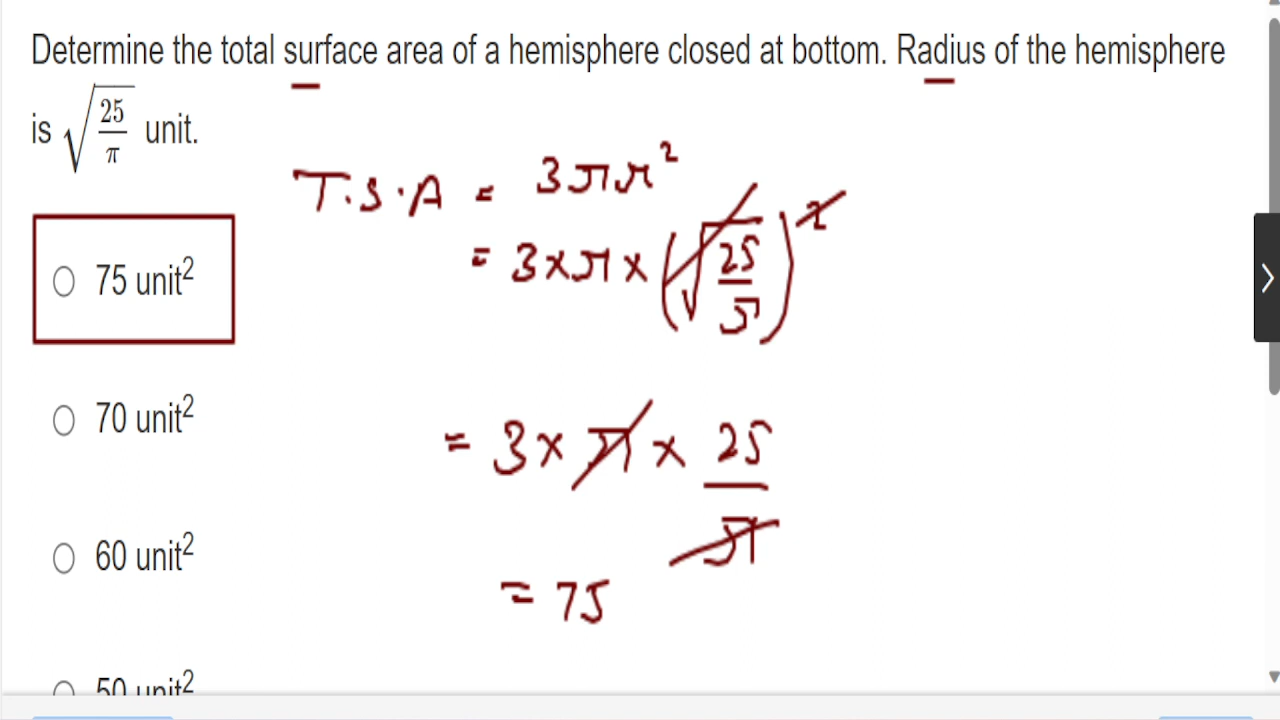 Determine the total surface area of a hemisphere closed at bottom. Radius of the hemisphere
is √(25/π) unit.
T.S.A = 3πr²
= 3×π×(√(25/π))²
75 unit²
= 3×π×25/π
70 unit²
60 unit²
= 75
50 unit²